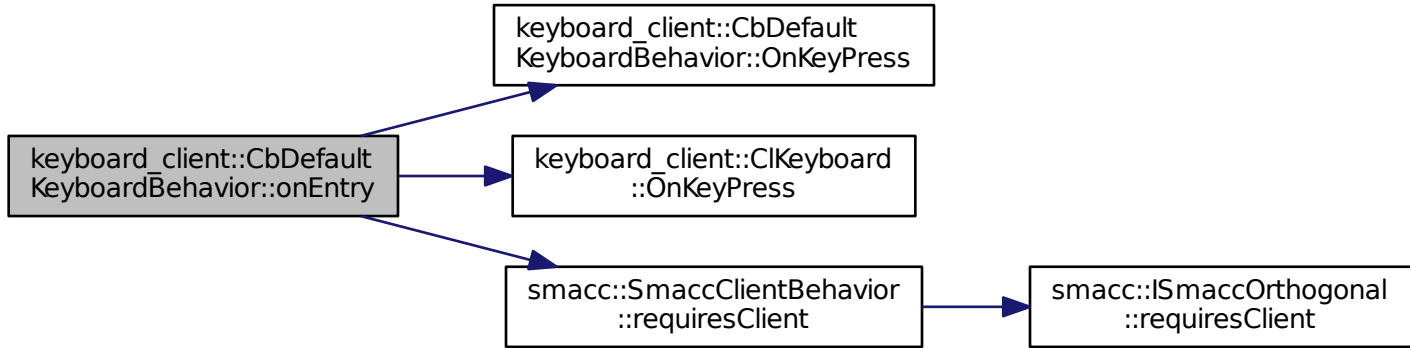 keyboard_client::CbDefault
KeyboardBehavior::OnKeyPress
keyboard_client::CbDefault
KeyboardBehavior::onEntry
keyboard_client::ClKeyboard
::OnKeyPress
smacc::SmaccClientBehavior
::requiresClient
smacc::ISmaccOrthogonal
::requiresClient